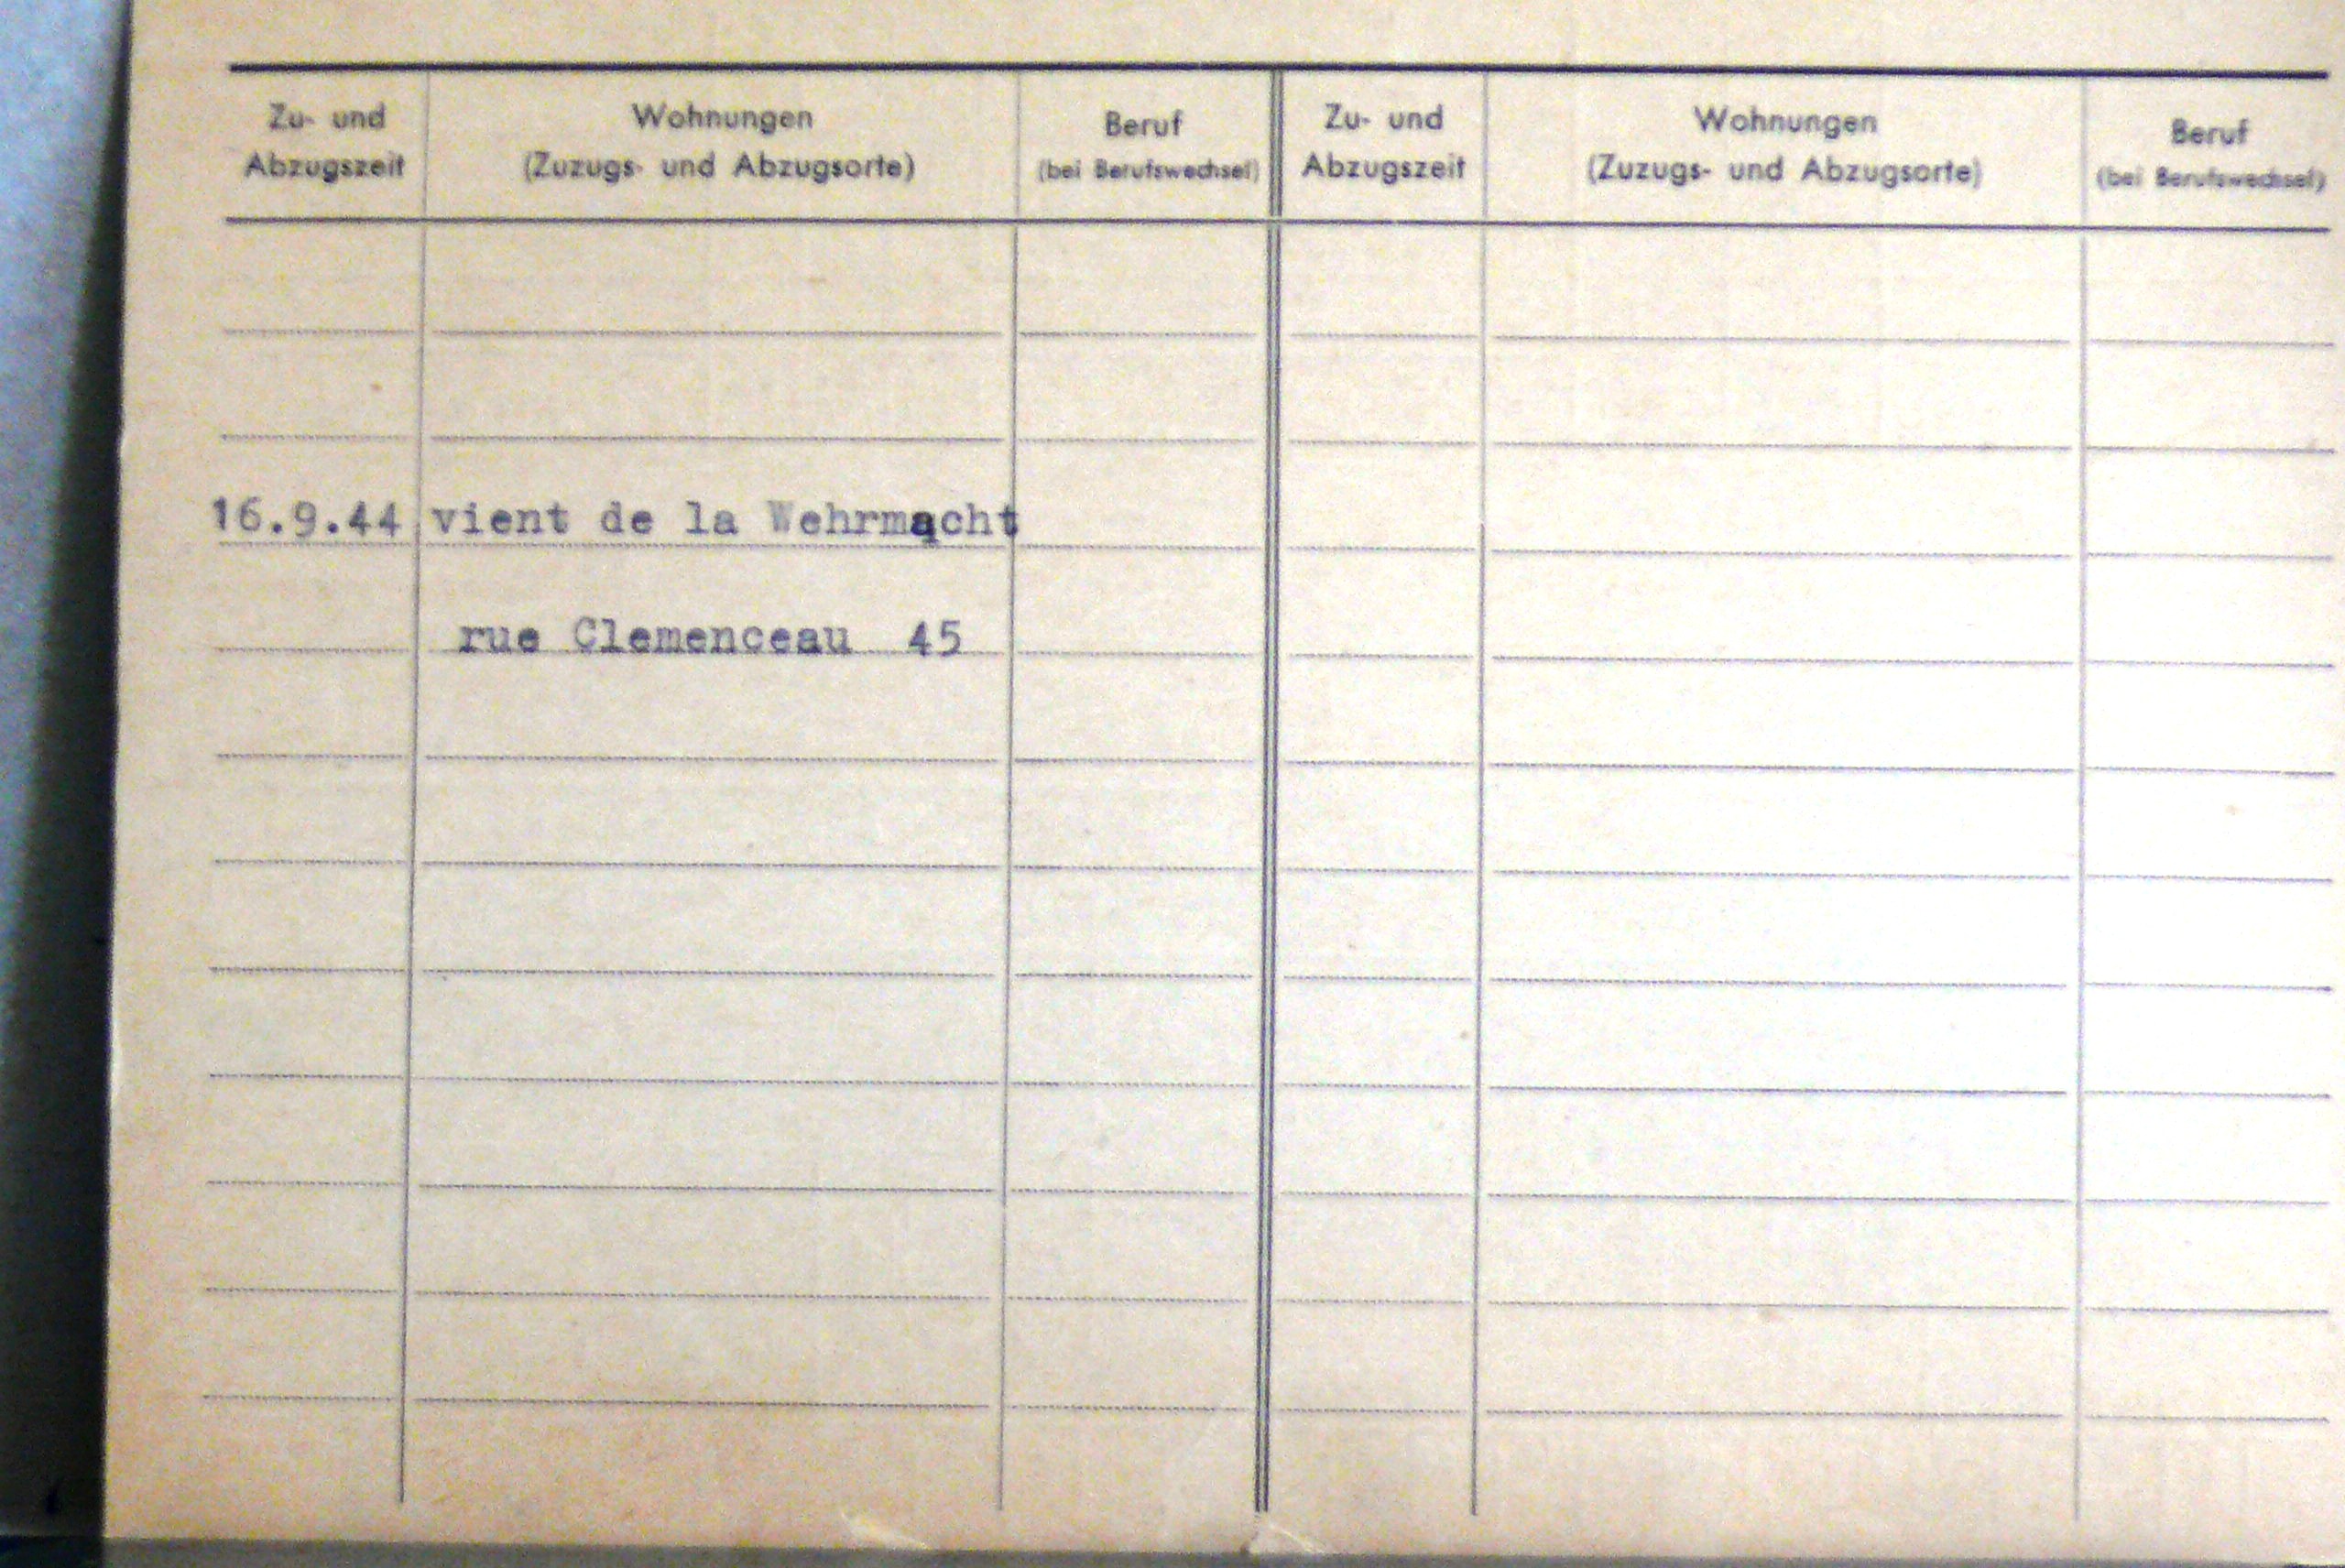 Zu- und
Abzugszeit
Wohnungen
(Zuzugs- und Abzugsorte)
Beruf
(bei Berufswechsel)
Zu- und
Abzugszeit
Wohnungen
(Zuzugs- und Abzugsorte)
Beruf
(bei Berufswechsel)
16.9.44 vient de la Wehrmacht
rue Clemenceau 45